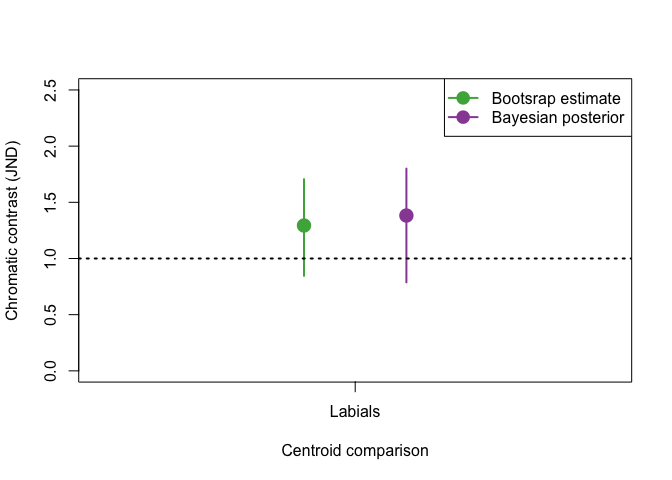 Bootsrap estimate
Bayesian posterior
2.5
2.0
1.5
1.0
0.5
0.0
Chromatic contrast (JND)
Labials
Centroid comparison